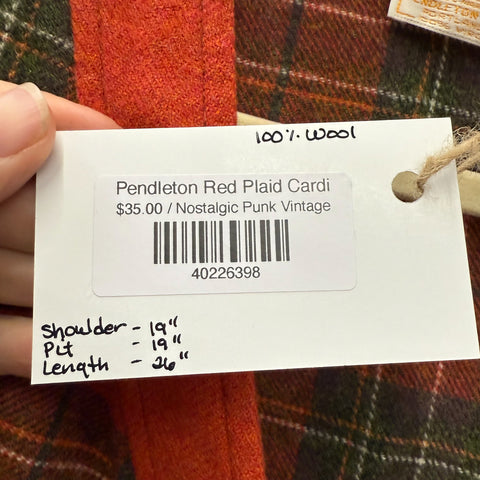 100% Wool
Pendleton Red Plaid Cardi
$35.00 / Nostalgic Punk Vintage
40226398
Shoulder - 19"
Pit - 19"
Length - 26"